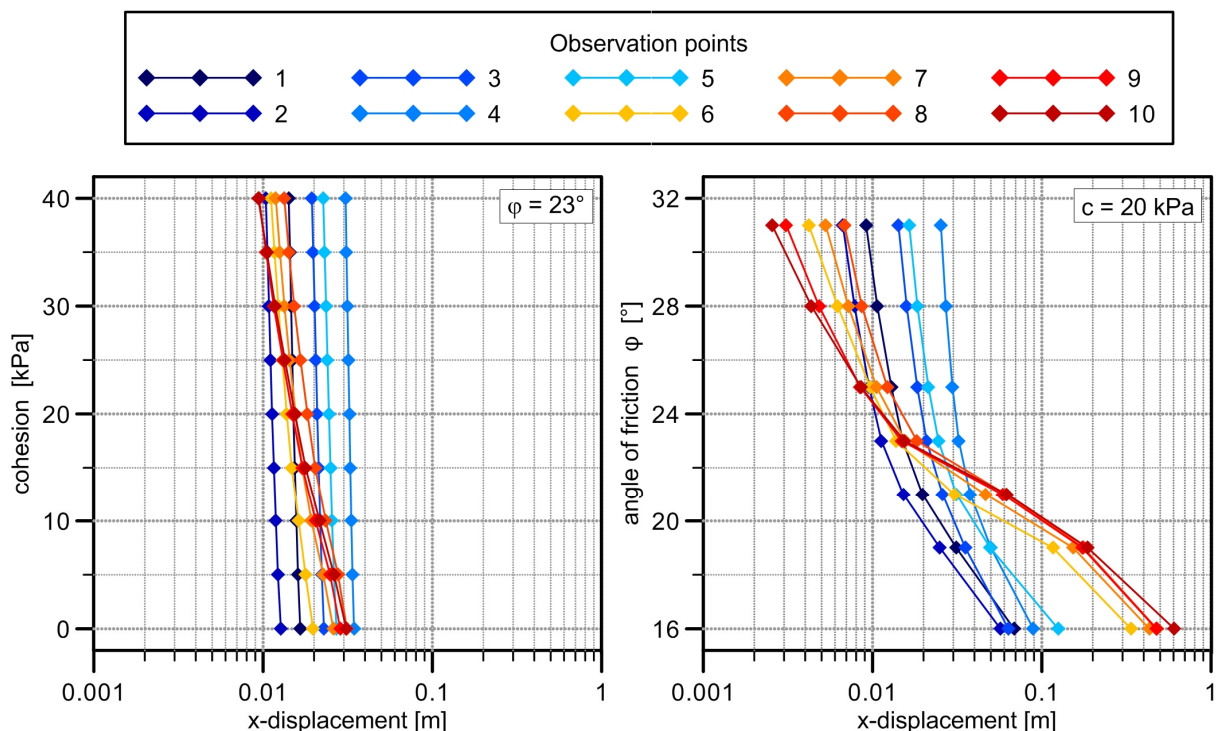 Observation points
1 3 5 7 9
2 4 6 8 10
φ = 23°
40
30
20
10
0
cohesion [kPa]
0.001 0.01 0.1 1
x-displacement [m]
c = 20 kPa
32
28
24
20
16
angle of friction φ [°]
0.001 0.01 0.1 1
x-displacement [m]